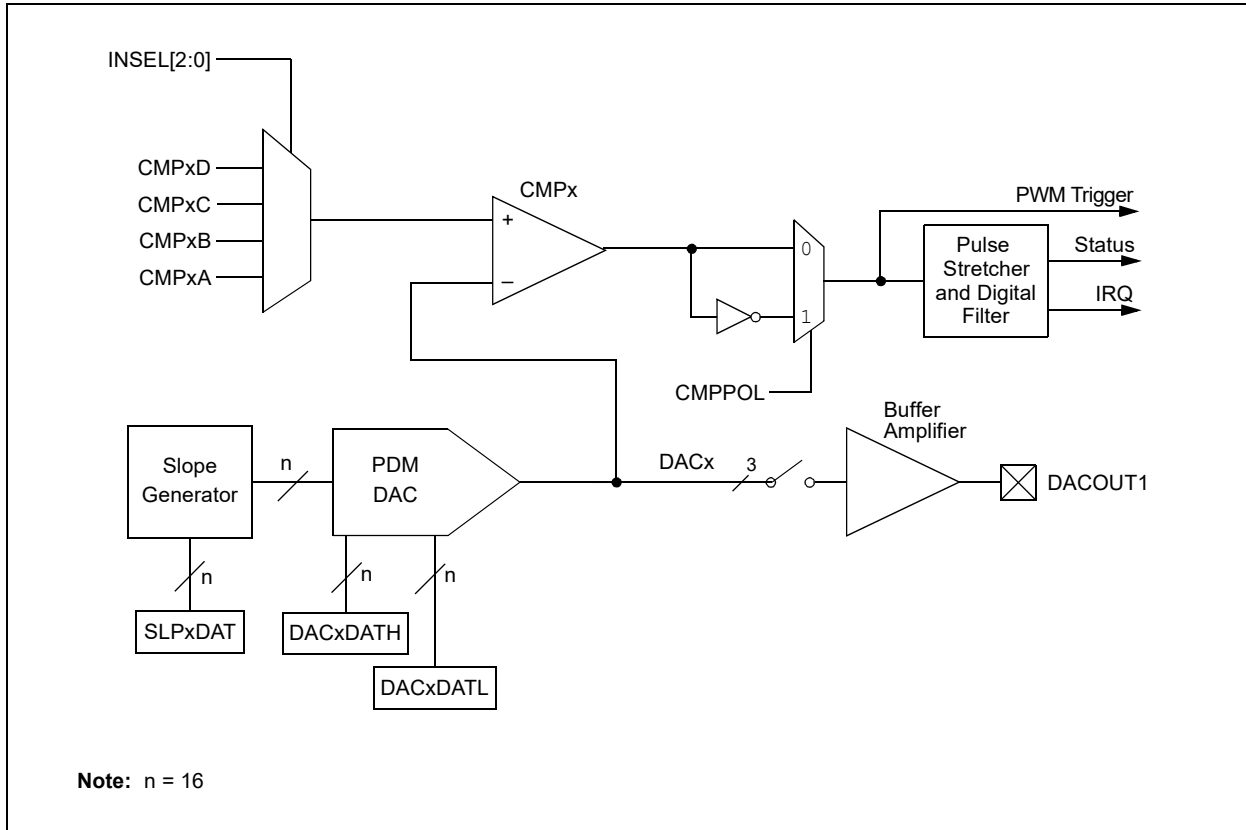 INSEL[2:0]
CMPxD
CMPxC
CMPxB
CMPxA
CMPx
+
–
0
1
CMPPOL
PWM Trigger
Pulse
Stretcher
and Digital
Filter
Status
IRQ
Slope
Generator
n
PDM
DAC
DACx
3
Buffer
Amplifier
DACOUT1
n
n
n
SLPxDAT
DACxDATH
DACxDATL
Note: n = 16